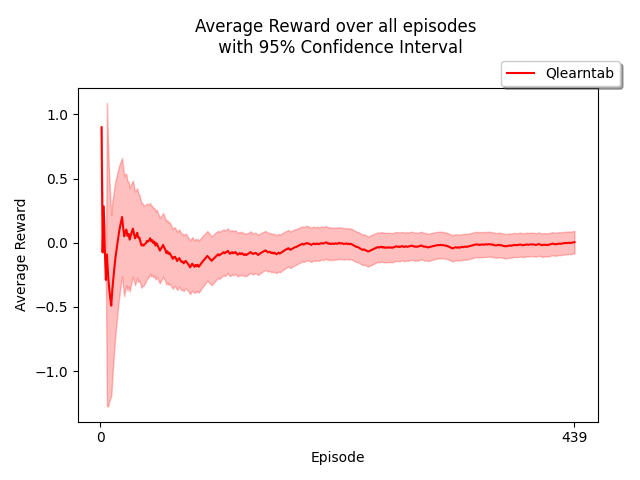 Average Reward over all episodes
with 95% Confidence Interval
Qlearntab
1.0
0.5
0.0
−0.5
−1.0
Average Reward
0
439
Episode